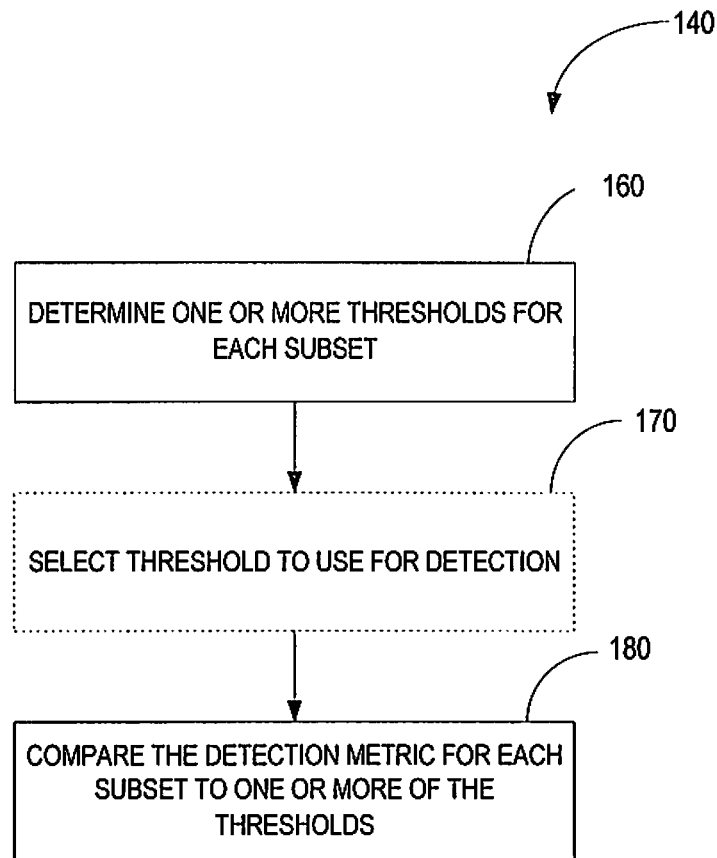 140
160
DETERMINE ONE OR MORE THRESHOLDS FOR
EACH SUBSET
170
SELECT THRESHOLD TO USE FOR DETECTION
180
COMPARE THE DETECTION METRIC FOR EACH
SUBSET TO ONE OR MORE OF THE
THRESHOLDS